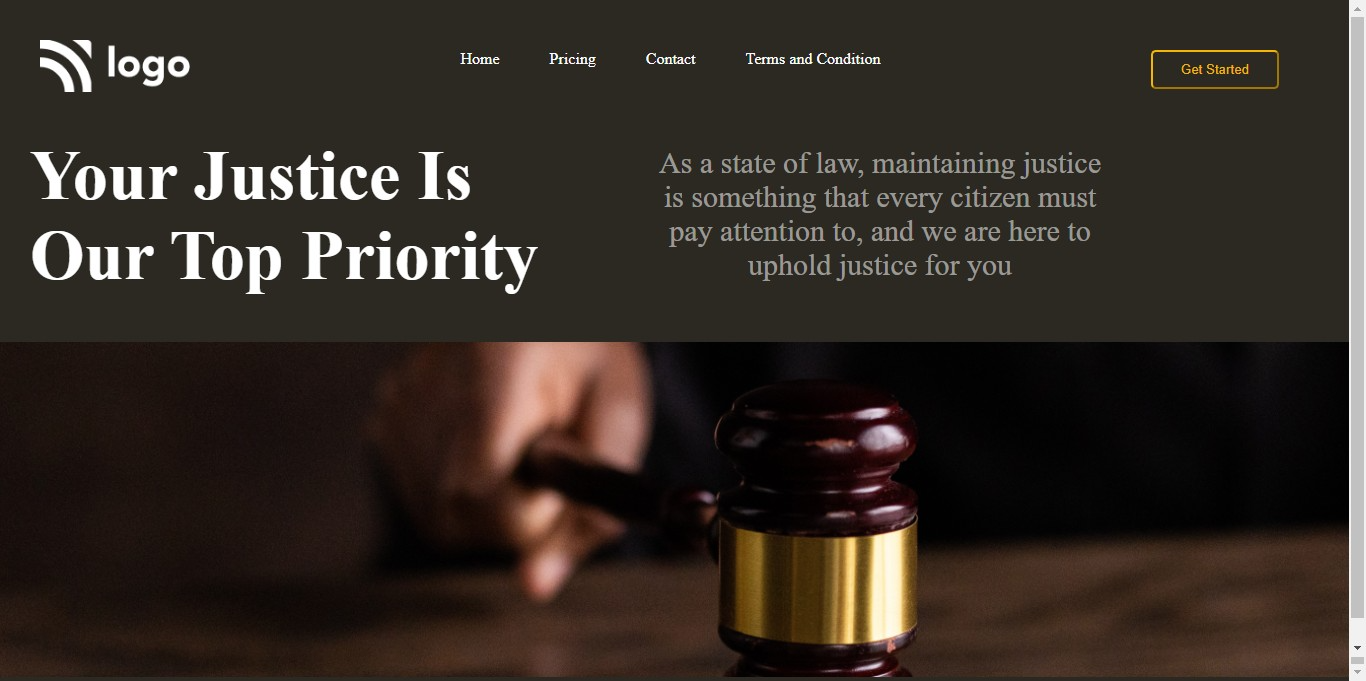 logo
Home
Pricing
Contact
Terms and Condition
Get Started
Your Justice Is
Our Top Priority
As a state of law, maintaining justice
is something that every citizen must
pay attention to, and we are here to
uphold justice for you